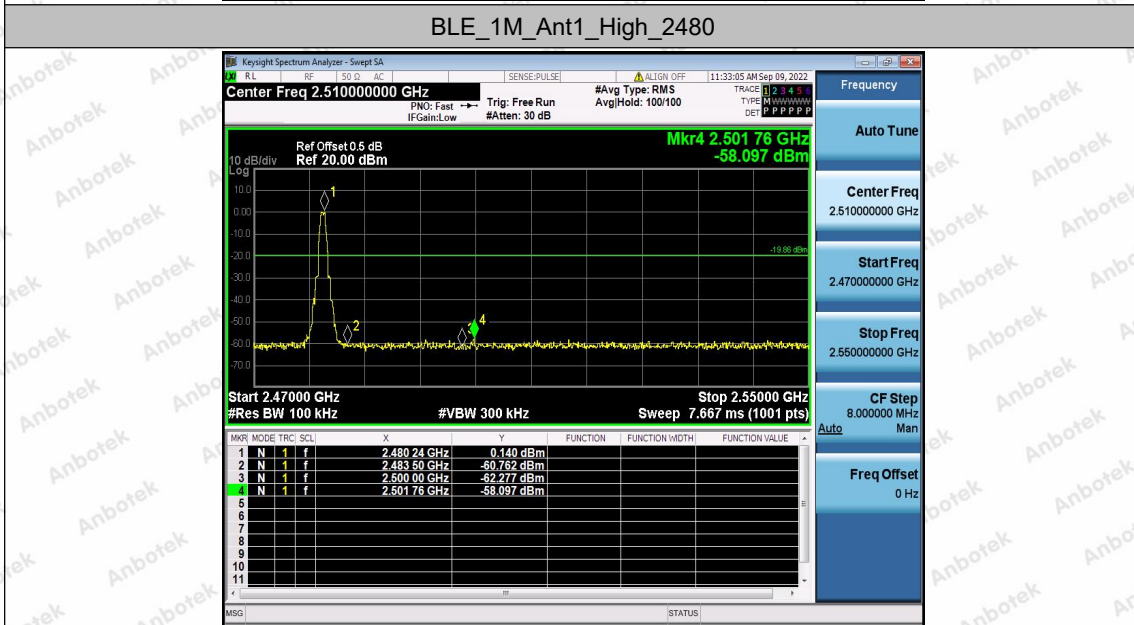 BLE_1M_Ant1_High_2480
Keysight Spectrum Analyzer - Swept SA
LXI RL RF 50 Ω AC SENSE:PULSE ALIGN OFF 11:33:05 AM Sep 09, 2022
Center Freq 2.510000000 GHz
PNO: Fast
IFGain:Low
Trig: Free Run
#Atten: 30 dB
#Avg Type: RMS
Avg|Hold: 100/100
TRACE 1 2 3 4 5 6
TYPE M WWWWW
DET P P P P P P
Ref Offset 0.5 dB
10 dB/div Ref 20.00 dBm
Log
Mkr4 2.501 76 GHz
-58.097 dBm
10.0
0.00
-10.0
-20.0
-30.0
-40.0
-50.0
-60.0
-70.0
1
2
3
4
-19.86 dBm
Start 2.47000 GHz Stop 2.55000 GHz
#Res BW 100 kHz #VBW 300 kHz Sweep 7.667 ms (1001 pts)
MKR MODE TRC SCL X Y FUNCTION FUNCTION WIDTH FUNCTION VALUE
1 N 1 f 2.480 24 GHz 0.140 dBm
2 N 1 f 2.483 50 GHz -60.762 dBm
3 N 1 f 2.500 00 GHz -62.277 dBm
4 N 1 f 2.501 76 GHz -58.097 dBm
5
6
7
8
9
10
11
MSG STATUS
Frequency
Auto Tune
Center Freq
2.510000000 GHz
Start Freq
2.470000000 GHz
Stop Freq
2.550000000 GHz
CF Step
8.000000 MHz
Auto Man
Freq Offset
0 Hz
Anbotek